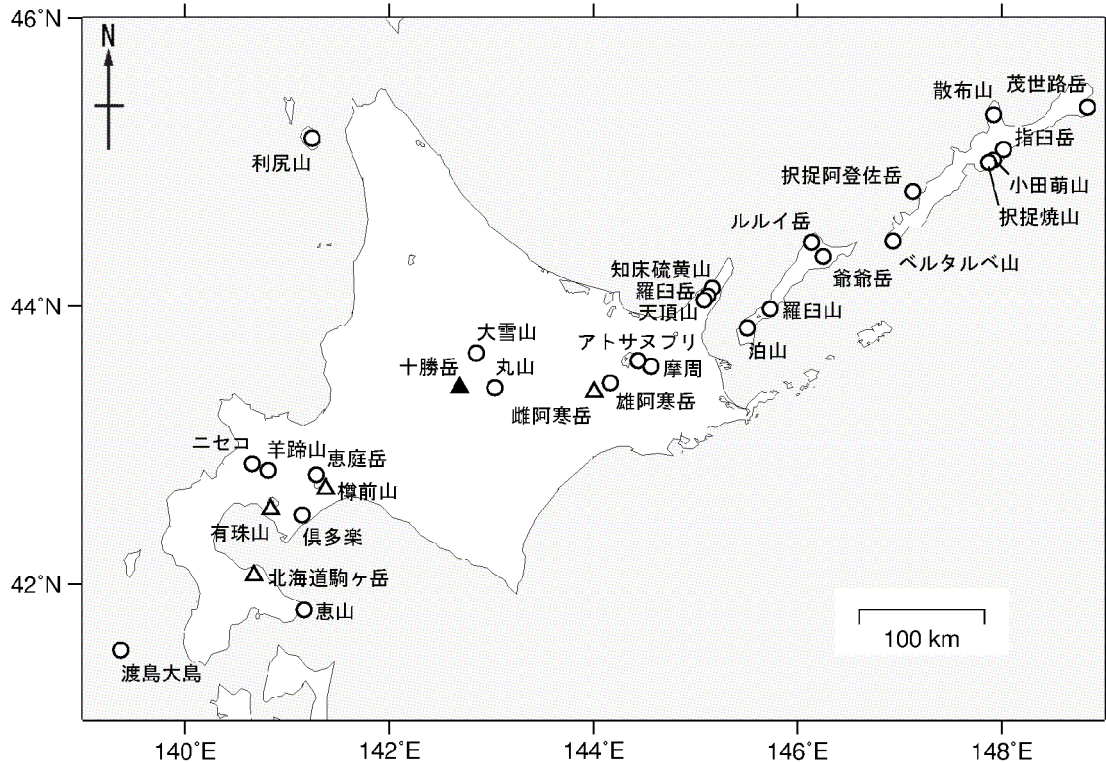 46°N
N
茂世路岳
散布山
指臼岳
利尻山
小田萌山
択捉阿登佐岳
択捉焼山
ルルイ岳
ベルタルベ山
知床硫黄山
爺爺岳
羅臼岳
44°N
天頂山
羅臼山
大雪山
アトサヌプリ
泊山
十勝岳
丸山
摩周
雄阿寒岳
雌阿寒岳
ニセコ
羊蹄山
恵庭岳
樽前山
有珠山
倶多楽
42°N
北海道駒ケ岳
恵山
100 km
渡島大島
140°E
142°E
144°E
146°E
148°E